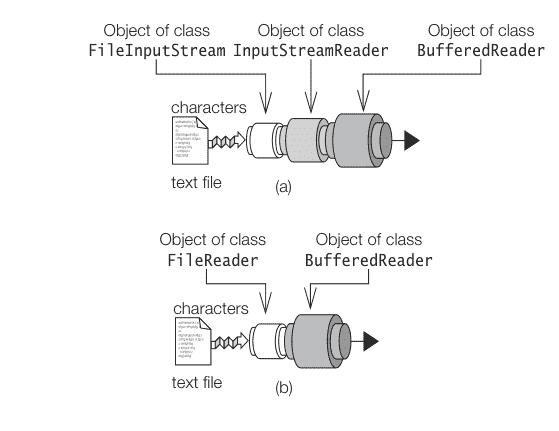 Object of class
FileInputStream
Object of class
InputStreamReader
Object of class
BufferedReader
characters
text file
(a)
Object of class
FileReader
Object of class
BufferedReader
characters
text file
(b)